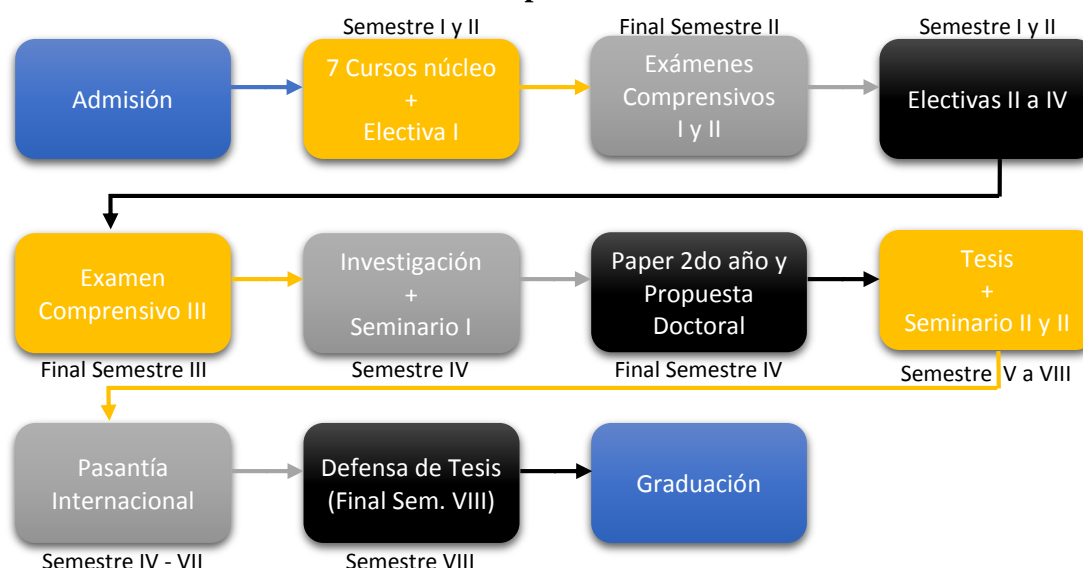 Semestre I y II
Final Semestre II
Semestre I y II
Admisión
7 Cursos núcleo
+
Electiva I
Exámenes
Comprensivos
I y II
Electivas II a IV
Examen
Comprensivo III
Investigación
+
Seminario I
Paper 2do año y
Propuesta
Doctoral
Tesis
+
Seminario II y II
Final Semestre III
Semestre IV
Final Semestre IV
Semestre V a VIII
Pasantía
Internacional
Defensa de Tesis
(Final Sem. VIII)
Graduación
Semestre IV - VII
Semestre VIII